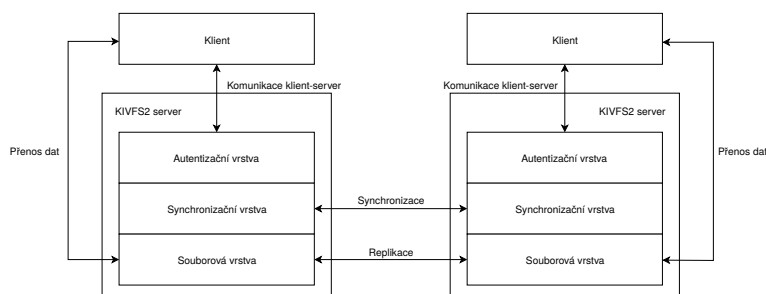 Klient
Klient
Komunikace klient-server
Komunikace klient-server
KIVFS2 server
KIVFS2 server
Přenos dat
Autentizační vrstva
Autentizační vrstva
Přenos dat
Synchronizační vrstva
Synchronizace
Synchronizační vrstva
Souborová vrstva
Replikace
Souborová vrstva